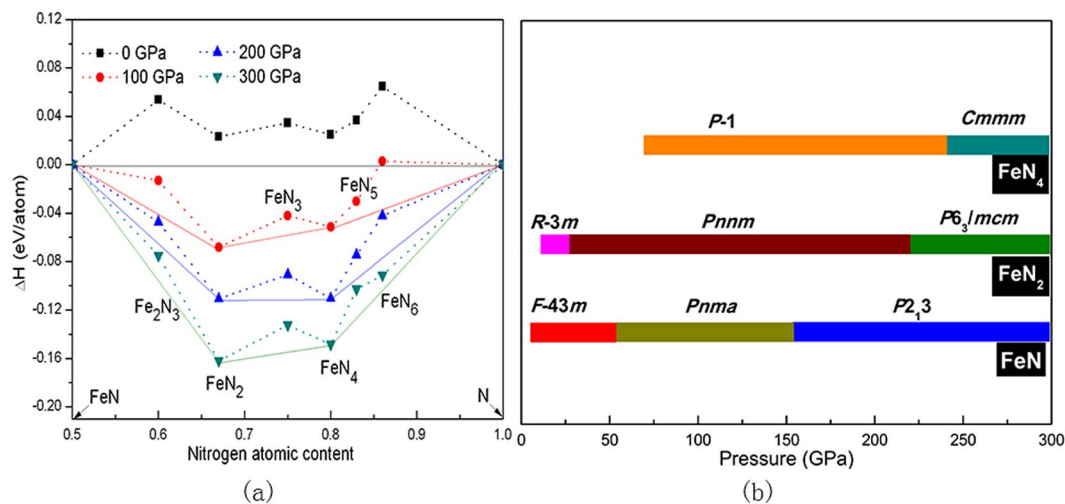 0.12
0.08
0.04
0.00
-0.04
-0.08
-0.12
-0.16
-0.20
ΔH (eV/atom)
0 GPa
100 GPa
200 GPa
300 GPa
FeN₃
FeN₅
Fe₂N₃
FeN₂
FeN₄
FeN₆
FeN
N
0.5 0.6 0.7 0.8 0.9 1.0
Nitrogen atomic content
(a)
P-1
Cmmm
FeN₄
R-3m
Pnnm
P6₃/mcm
FeN₂
F-43m
Pnma
P2₁3
FeN
0 50 100 150 200 250 300
Pressure (GPa)
(b)